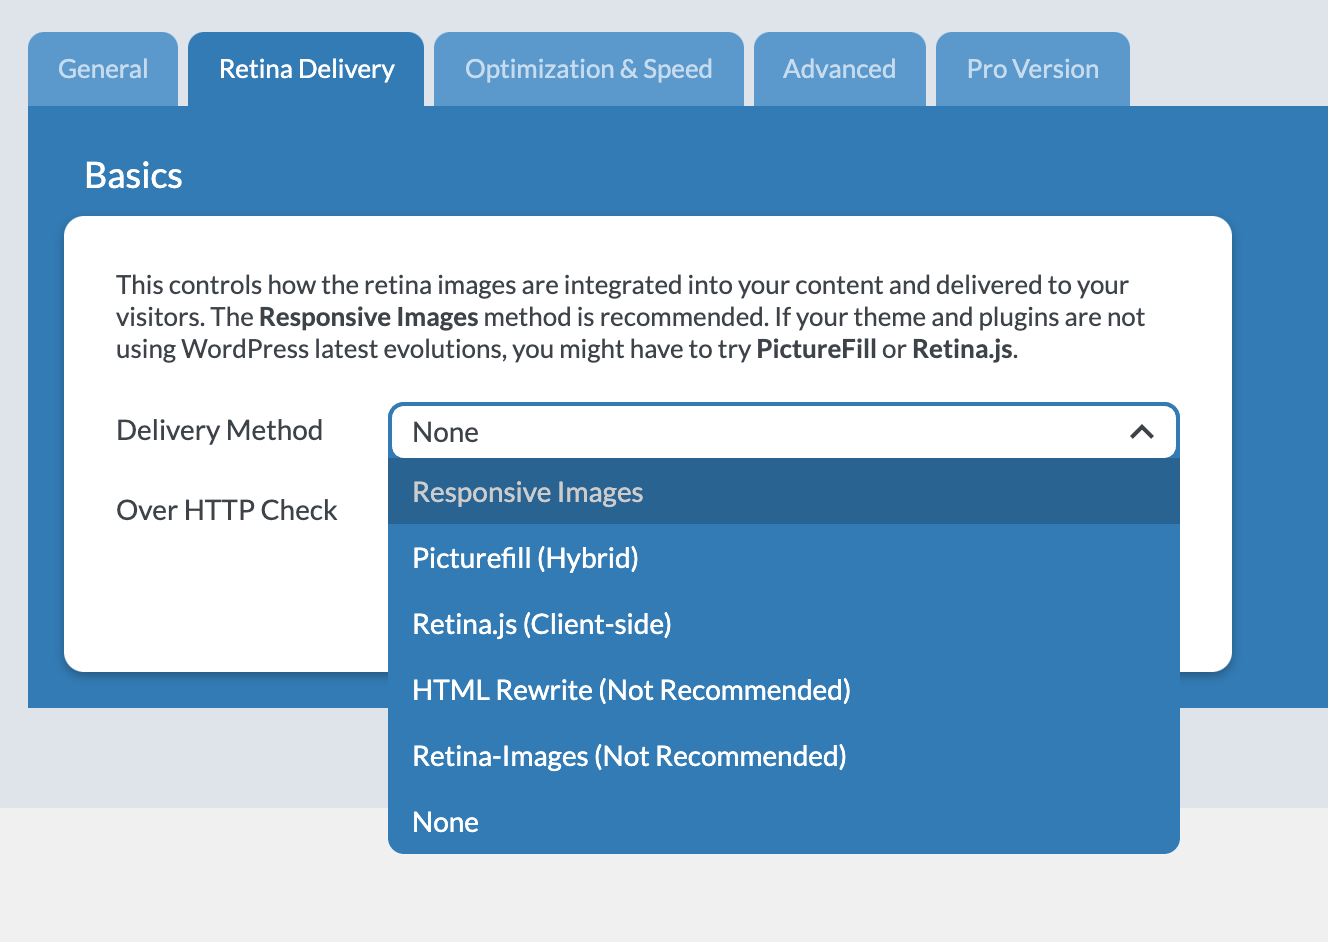 General
Retina Delivery
Optimization & Speed
Advanced
Pro Version
Basics
This controls how the retina images are integrated into your content and delivered to your
visitors. The Responsive Images method is recommended. If your theme and plugins are not
using WordPress latest evolutions, you might have to try PictureFill or Retina.js.
Delivery Method
None
Over HTTP Check
Responsive Images
Picturefill (Hybrid)
Retina.js (Client-side)
HTML Rewrite (Not Recommended)
Retina-Images (Not Recommended)
None